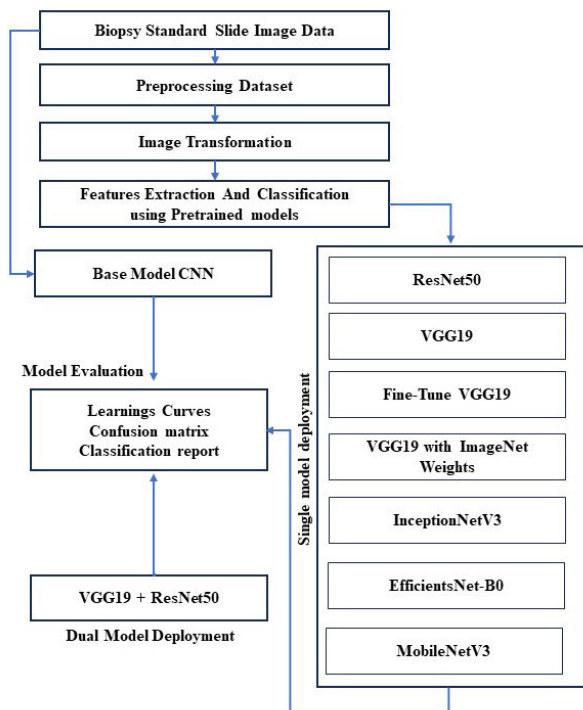 Biopsy Standard Slide Image Data
Preprocessing Dataset
Image Transformation
Features Extraction And Classification
using Pretrained models
Base Model CNN
Model Evaluation
Learnings Curves
Confusion matrix
Classification report
VGG19 + ResNet50
Dual Model Deployment
Single model deployment
ResNet50
VGG19
Fine-Tune VGG19
VGG19 with ImageNet
Weights
InceptionNetV3
EfficientsNet-B0
MobileNetV3